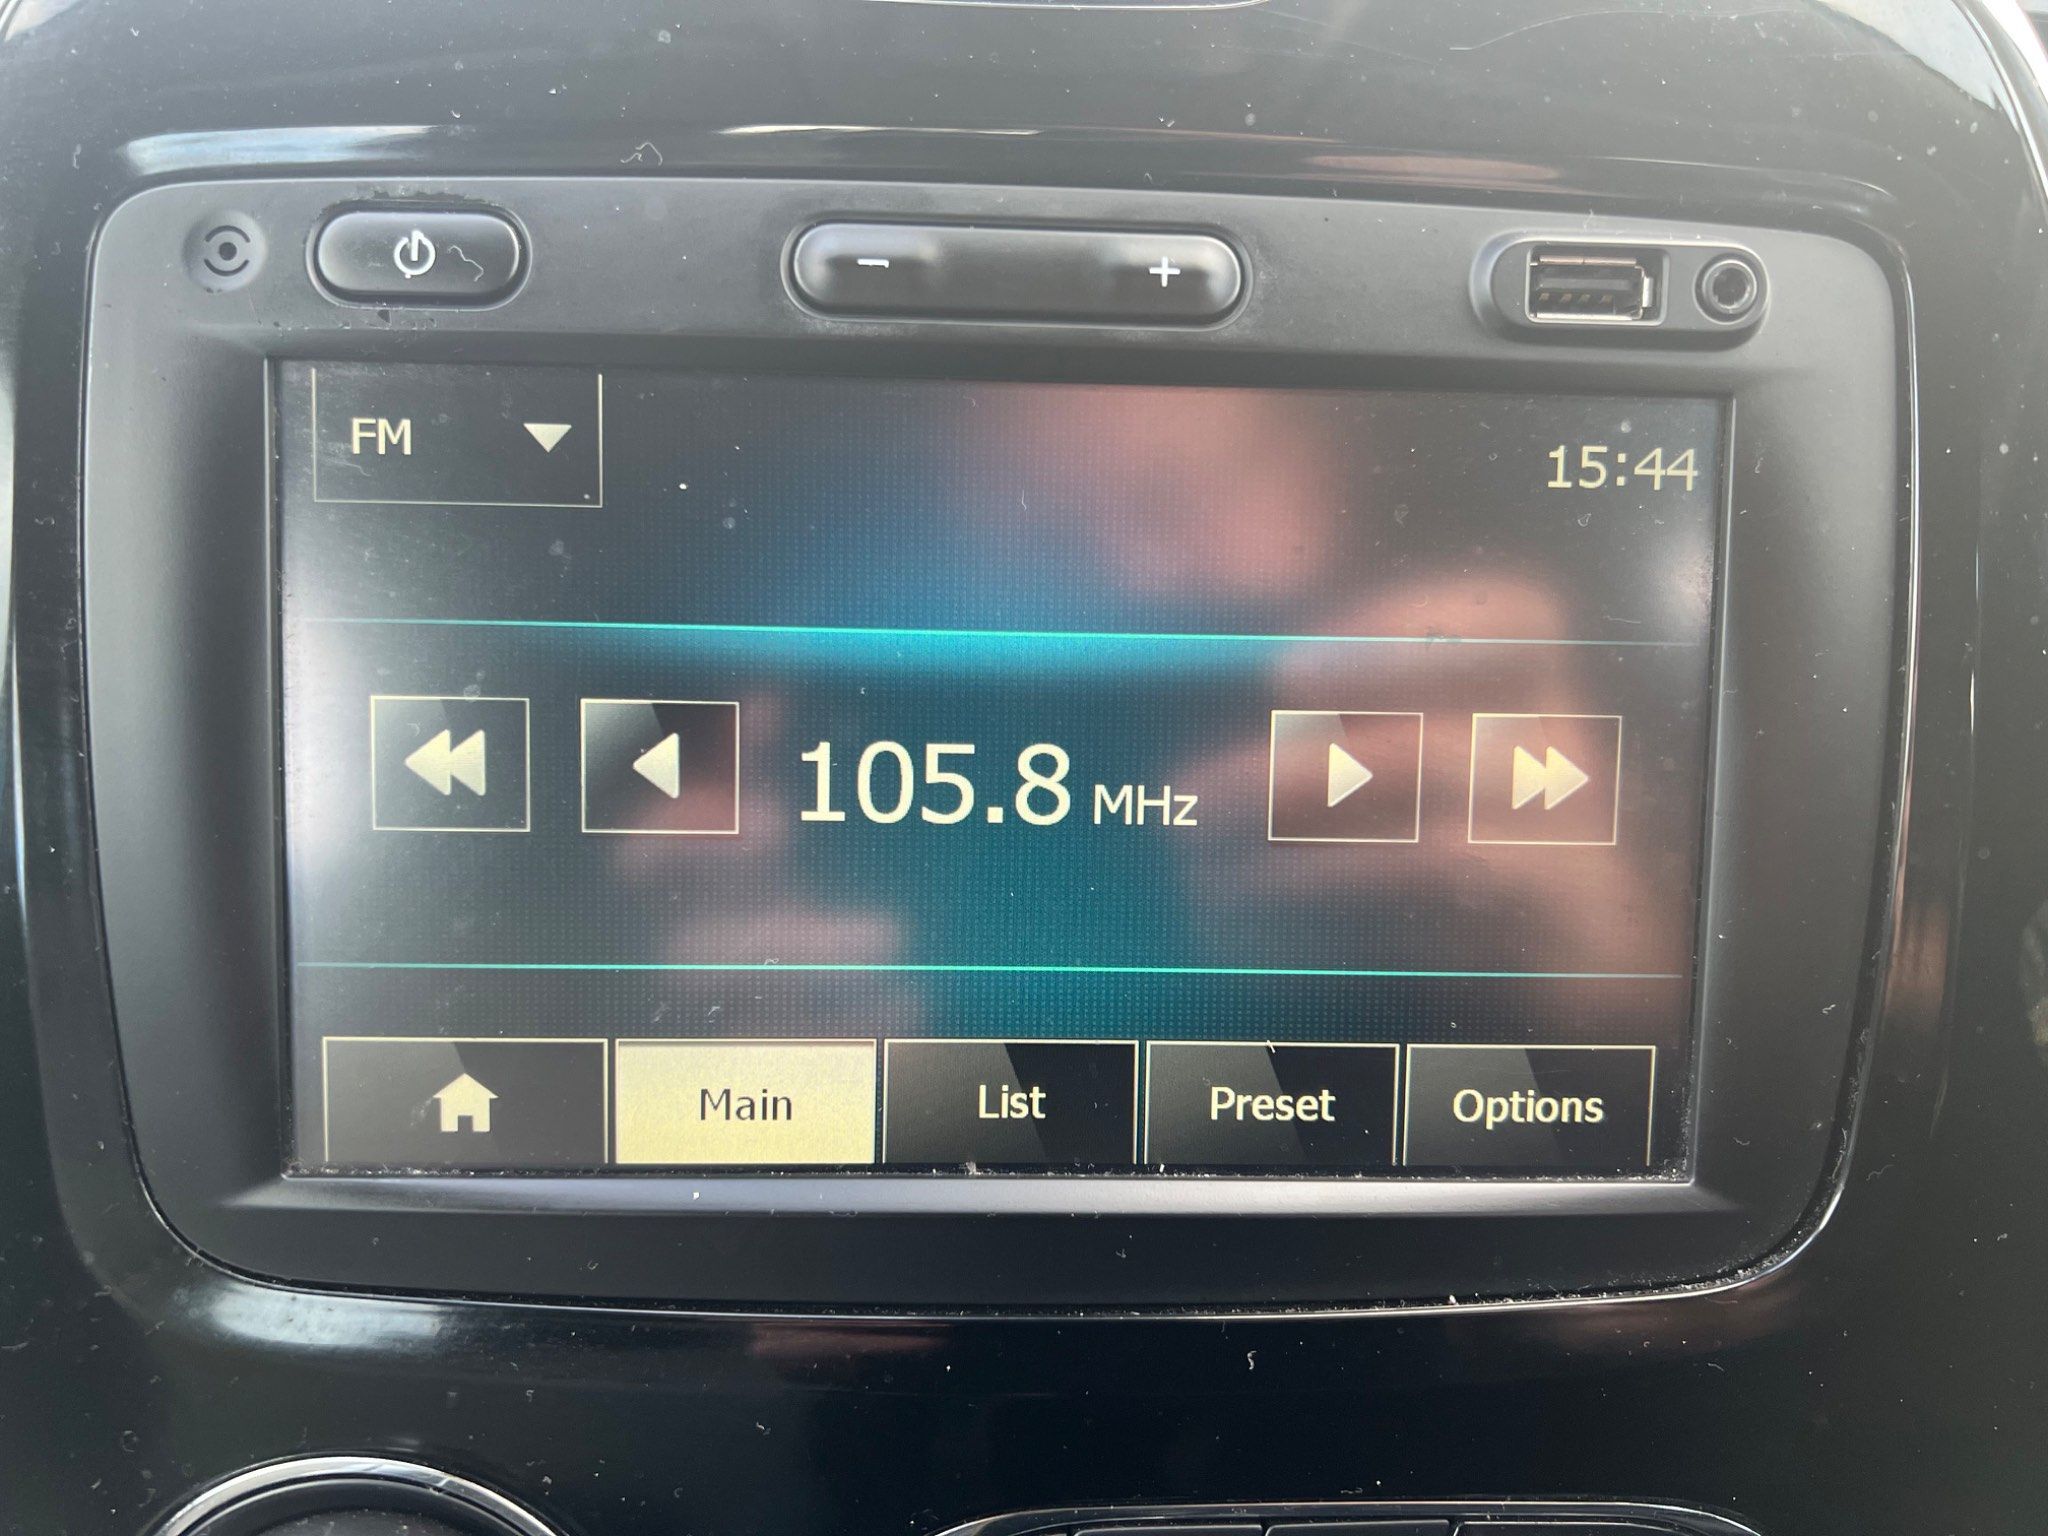 FM
15:44
105.8 MHz
Main List Preset Options